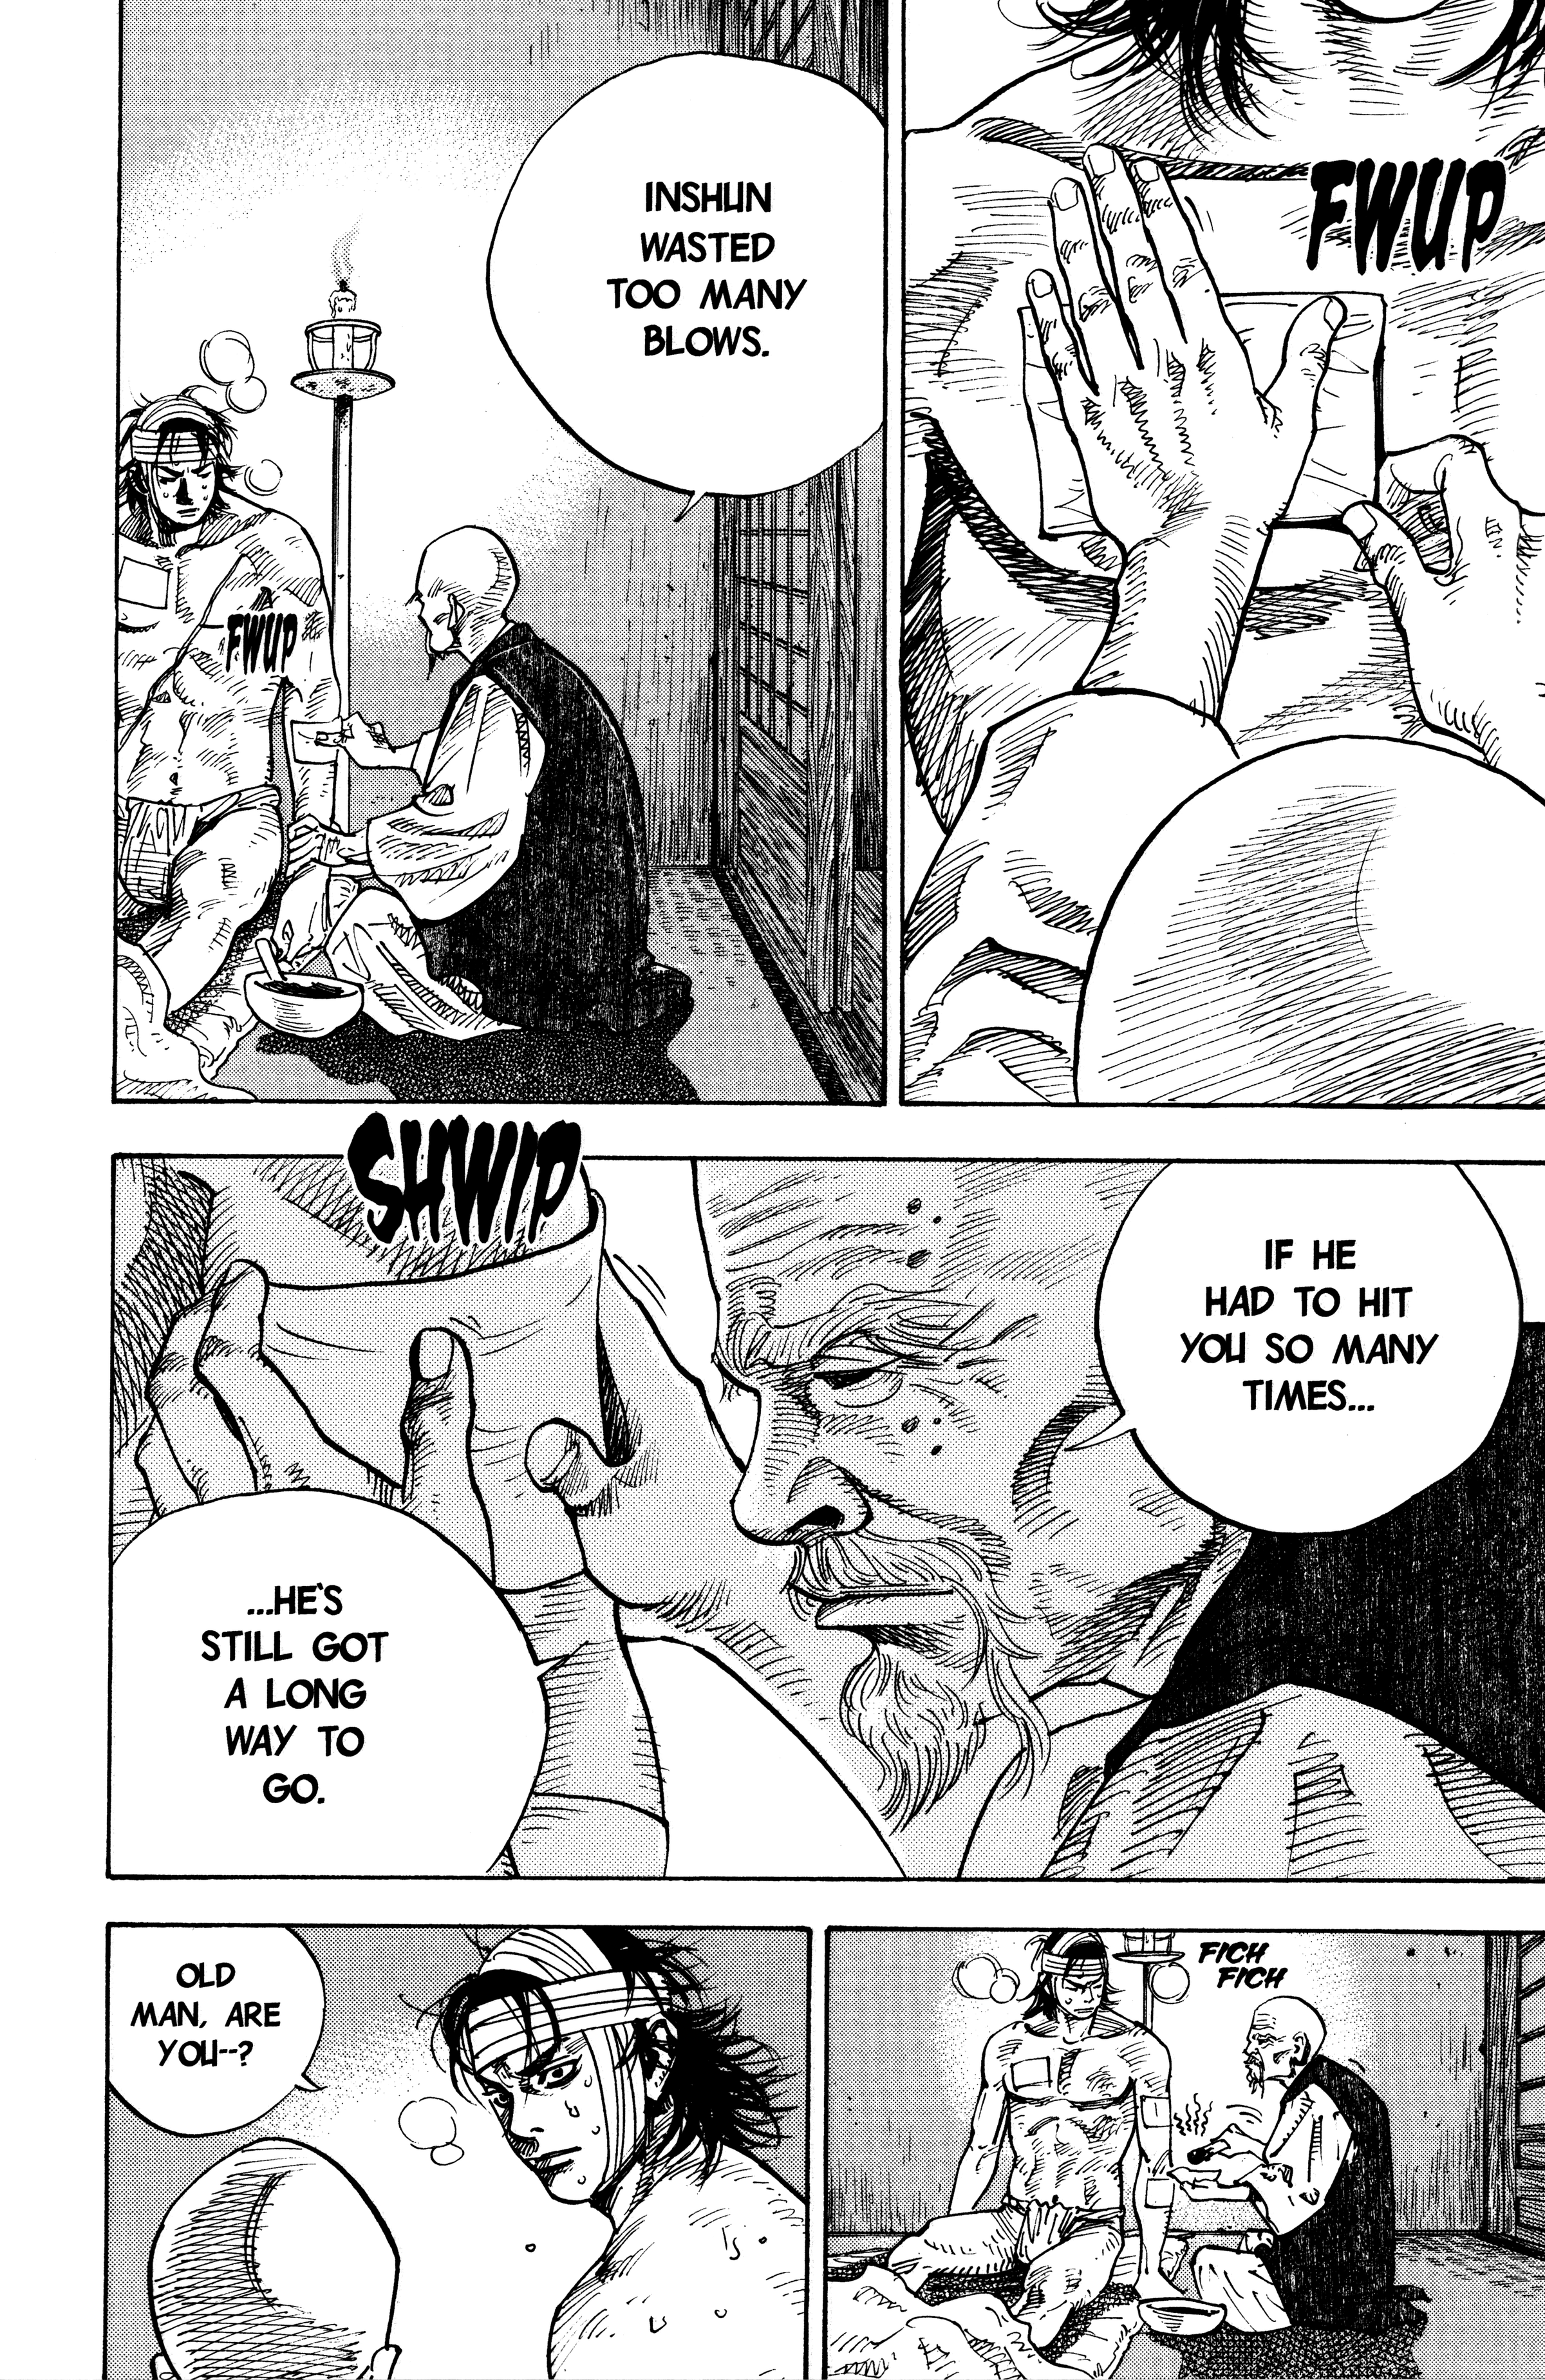 FWUP
INSHUN
WASTED
TOO MANY
BLOWS.
FWUP
IF HE
HAD TO HIT
YOU SO MANY
TIMES...
SHWIP
...HE'S
STILL GOT
A LONG
WAY TO
GO.
FICH
FICH
OLD
MAN, ARE
YOU--?